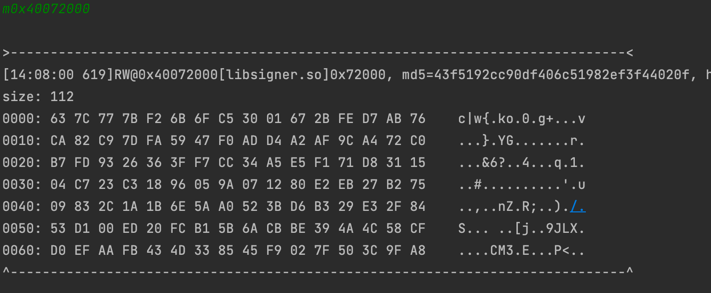 m0x40072000
>-----------------------------------------------------------------------------<
[14:08:00 619]RW@0x40072000[libsigner.so]0x72000, md5=43f5192cc90df406c51982ef3f44020f, h
size: 112
0000: 63 7C 77 7B F2 6B 6F C5 30 01 67 2B FE D7 AB 76    c|w{.ko.0.g+...v
0010: CA 82 C9 7D FA 59 47 F0 AD D4 A2 AF 9C A4 72 C0    ...}.YG.......r.
0020: B7 FD 93 26 36 3F F7 CC 34 A5 E5 F1 71 D8 31 15    ...&6?..4...q.1.
0030: 04 C7 23 C3 18 96 05 9A 07 12 80 E2 EB 27 B2 75    ..#..........'.u
0040: 09 83 2C 1A 1B 6E 5A A0 52 3B D6 B3 29 E3 2F 84    ..,..nZ.R;..)./.
0050: 53 D1 00 ED 20 FC B1 5B 6A CB BE 39 4A 4C 58 CF    S... ..[j..9JLX.
0060: D0 EF AA FB 43 4D 33 85 45 F9 02 7F 50 3C 9F A8    ....CM3.E...P<..
^-----------------------------------------------------------------------------^